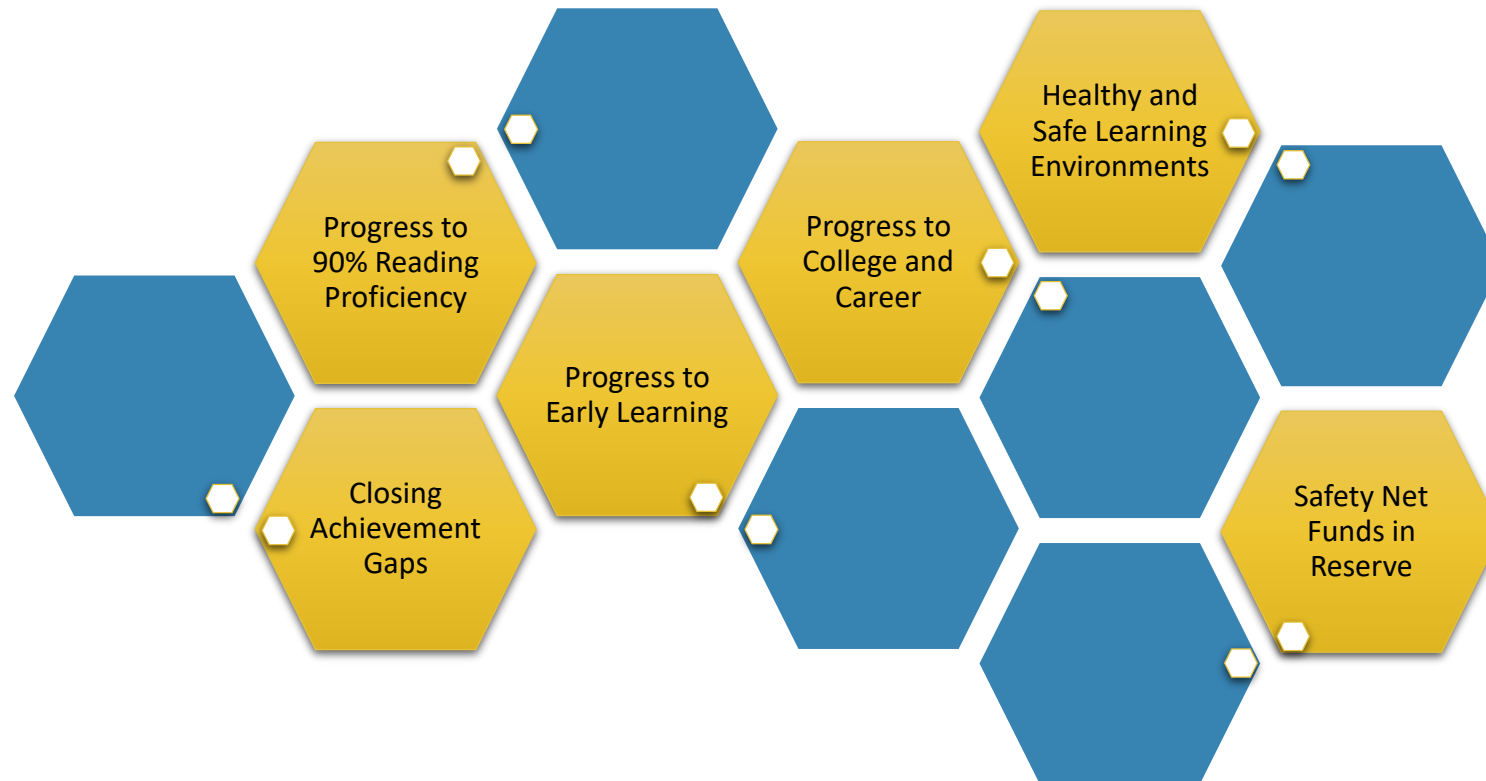 Progress to
90% Reading
Proficiency
Closing
Achievement
Gaps
Progress to
Early Learning
Progress to
College and
Career
Healthy and
Safe Learning
Environments
Safety Net
Funds in
Reserve